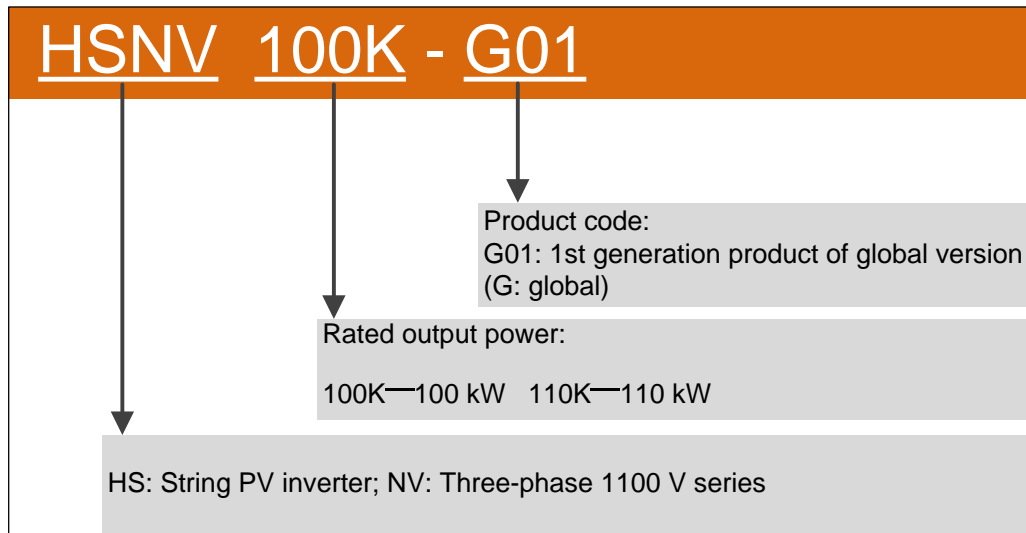 HSNV 100K - G01
Product code:
G01: 1st generation product of global version
(G: global)
Rated output power:
100K—100 kW 110K—110 kW
HS: String PV inverter; NV: Three-phase 1100 V series